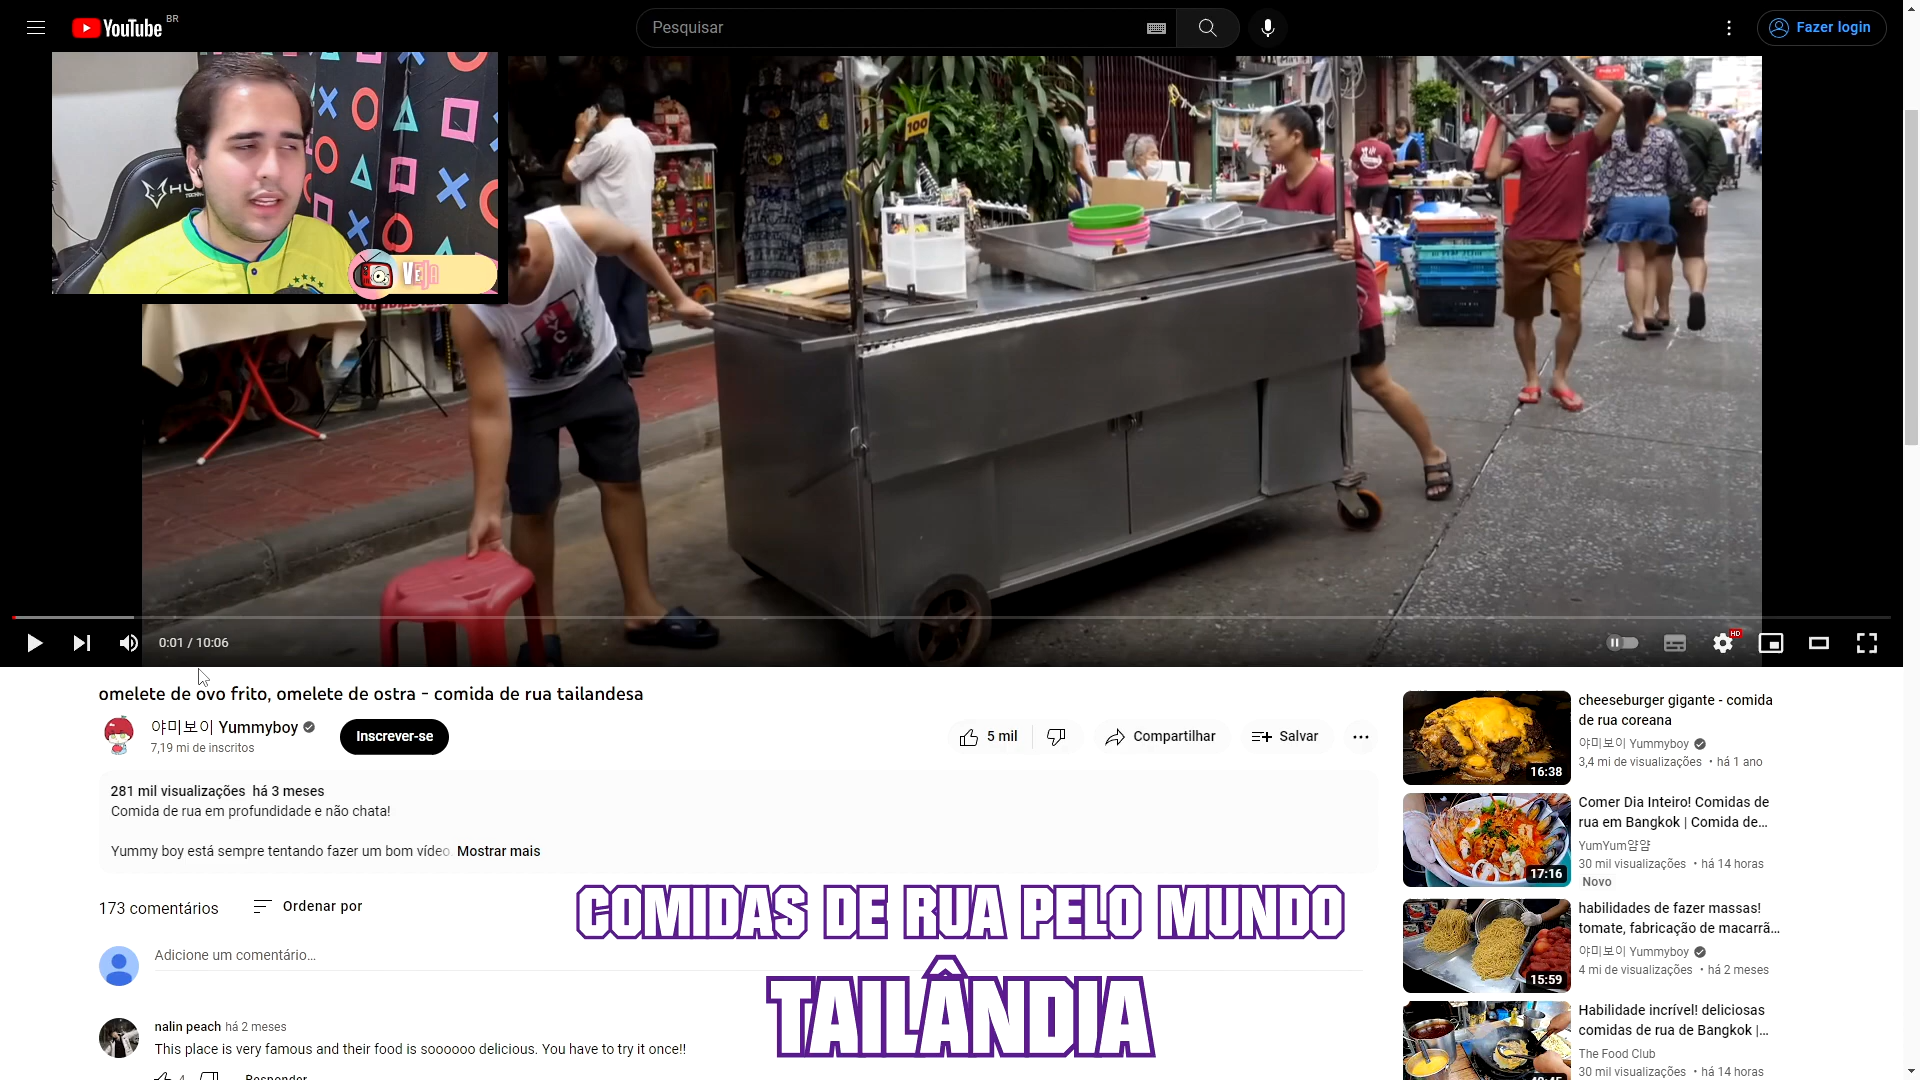 YouTube BR
Pesquisar
Fazer login
100
HU
NYC
VEJA
0:01 / 10:06
HD
omelete de ovo frito, omelete de ostra - comida de rua tailandesa
야미보이 Yummyboy
7,19 mi de inscritos
Inscrever-se
5 mil
Compartilhar
Salvar
281 mil visualizações há 3 meses
Comida de rua em profundidade e não chata!
Yummy boy está sempre tentando fazer um bom vídeo. Mostrar mais
173 comentários
Ordenar por
Adicione um comentário...
nalin peach há 2 meses
This place is very famous and their food is soooooo delicious. You have to try it once!!
4
Responder
COMIDAS DE RUA PELO MUNDO
TAILÂNDIA
16:38
cheeseburger gigante - comida
de rua coreana
야미보이 Yummyboy
3,4 mi de visualizações • há 1 ano
17:16
Comer Dia Inteiro! Comidas de
rua em Bangkok | Comida de...
YumYum얌얌
30 mil visualizações • há 14 horas
Novo
15:59
habilidades de fazer massas!
tomate, fabricação de macarrã...
야미보이 Yummyboy
4 mi de visualizações • há 2 meses
Habilidade incrível! deliciosas
comidas de rua de Bangkok |...
The Food Club
30 mil visualizações • há 14 horas